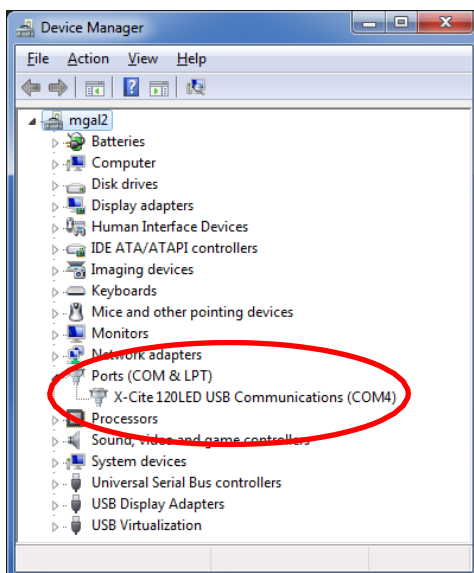 Device Manager
File Action View Help
mgal2
Batteries
Computer
Disk drives
Display adapters
Human Interface Devices
IDE ATA/ATAPI controllers
Imaging devices
Keyboards
Mice and other pointing devices
Monitors
Network adapters
Ports (COM & LPT)
X-Cite 120LED USB Communications (COM4)
Processors
Sound, video and game controllers
System devices
Universal Serial Bus controllers
USB Display Adapters
USB Virtualization